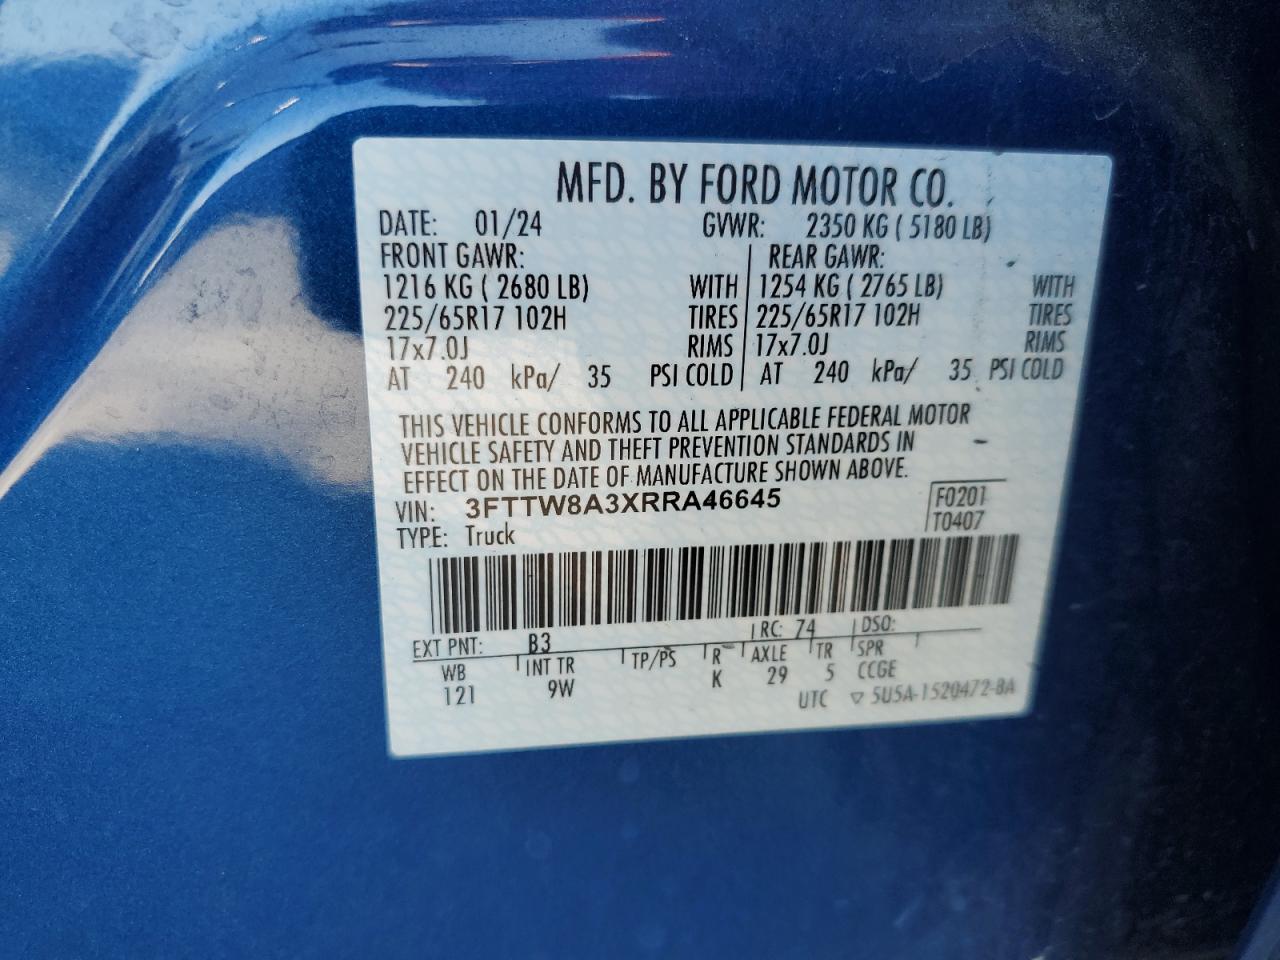 MFD. BY FORD MOTOR CO.
DATE: 01/24 GVWR: 2350 KG ( 5180 LB)
FRONT GAWR: REAR GAWR:
1216 KG ( 2680 LB) WITH 1254 KG ( 2765 LB) WITH
225/65R17 102H TIRES 225/65R17 102H TIRES
17x7.0J RIMS 17x7.0J RIMS
AT 240 kPa/ 35 PSI COLD AT 240 kPa/ 35 PSI COLD
THIS VEHICLE CONFORMS TO ALL APPLICABLE FEDERAL MOTOR
VEHICLE SAFETY AND THEFT PREVENTION STANDARDS IN
EFFECT ON THE DATE OF MANUFACTURE SHOWN ABOVE.
VIN: 3FTTW8A3XRRA46645 F0201
TYPE: Truck T0407
EXT PNT: B3 RC: 74 DSO:
WB INT TR TP/PS R AXLE TR SPR
121 9W K 29 5 CCGE
UTC ▽ 5U5A-1520472-BA